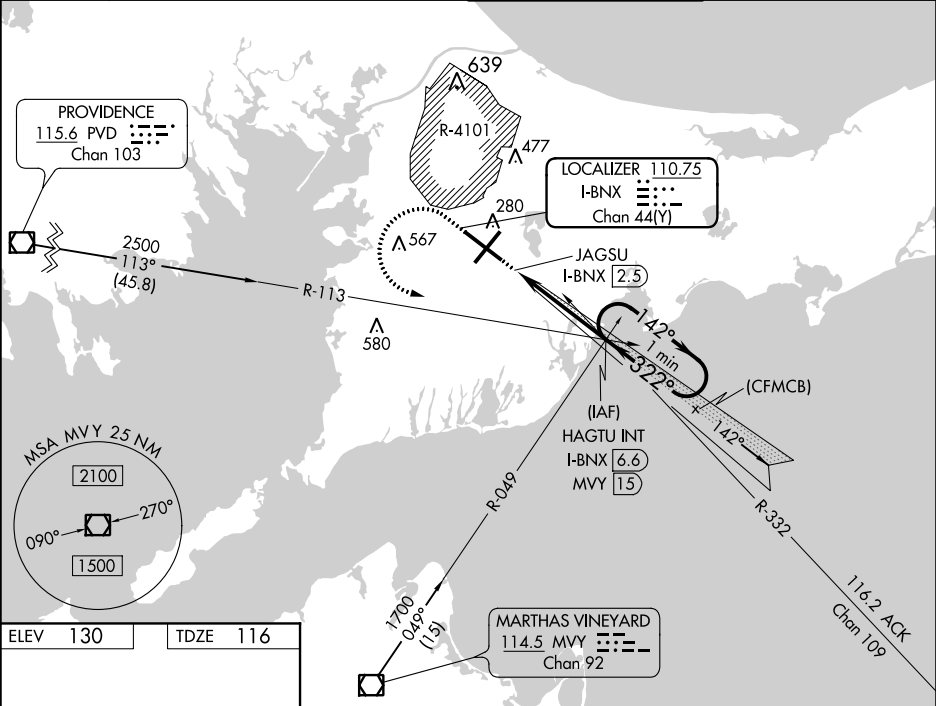 639
PROVIDENCE
115.6 PVD
Chan 103
R-4101
477
LOCALIZER 110.75
I-BNX
Chan 44(Y)
280
567
2500
113°
(45.8)
R-113
JAGSU
I-BNX 2.5
580
142°
1 min
322°
(CFMCB)
142°
(IAF)
HAGTU INT
I-BNX 6.6
MVY 15
MSA MVY 25 NM
2100
270°
090°
1500
R-049
R-332
116.2 ACK
Chan 109
1700
049°
(15)
MARTHAS VINEYARD
114.5 MVY
Chan 92
ELEV 130
TDZE 116